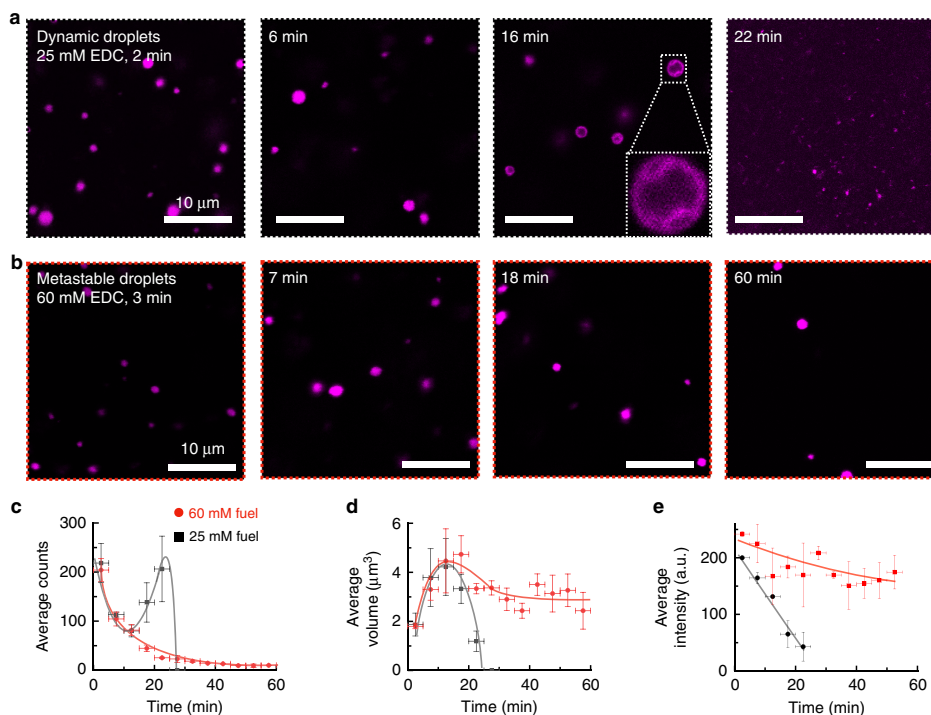 a
Dynamic droplets
25 mM EDC, 2 min
10 μm
6 min
16 min
22 min
b
Metastable droplets
60 mM EDC, 3 min
10 μm
7 min
18 min
60 min
c
60 mM fuel
25 mM fuel
Average counts
300
200
100
0
0 20 40 60
Time (min)
d
Average
volume (μm³)
6
4
2
0
0 20 40 60
Time (min)
e
Average
intensity (a.u.)
200
100
0
0 20 40 60
Time (min)